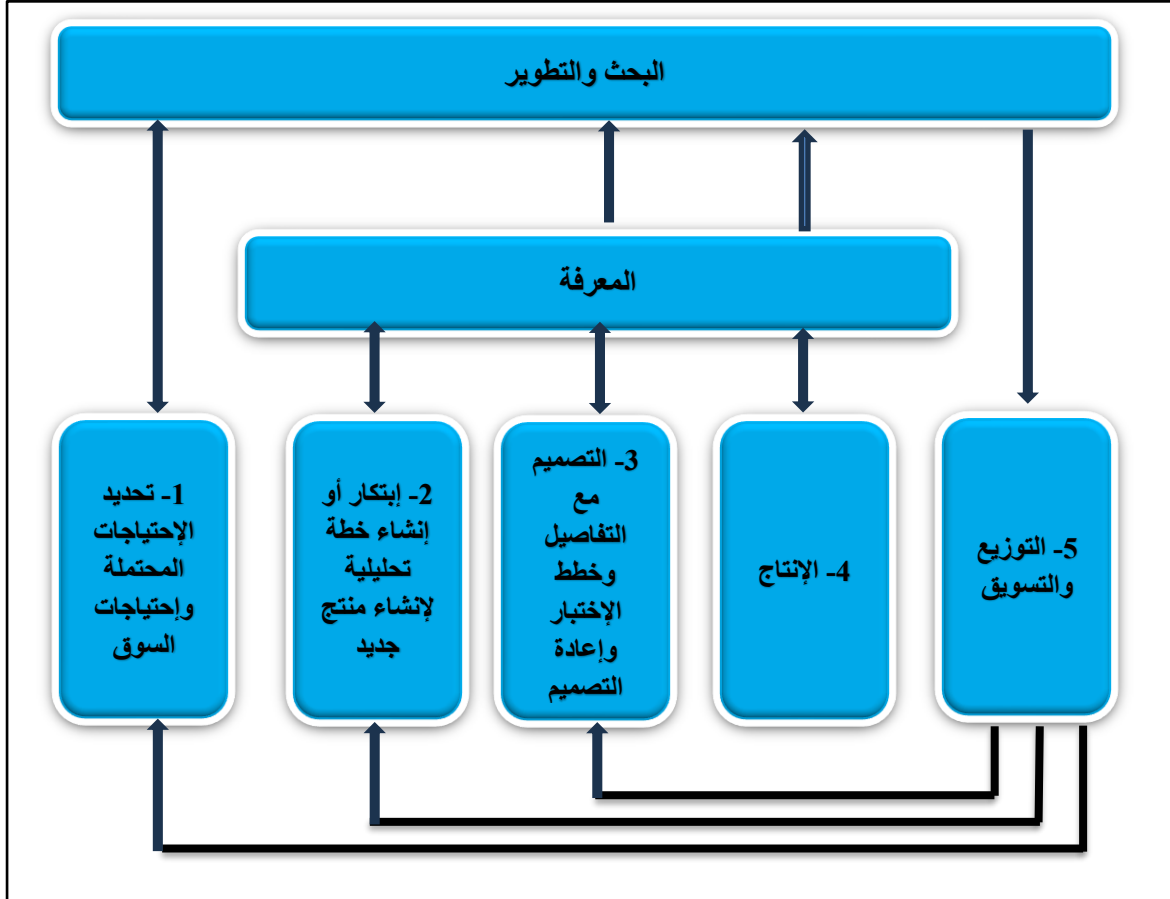 البحث والتطوير
المعرفة
1- تحديد
الإحتياجات
المحتملة
وإحتياجات
السوق
2- إبتكار أو
إنشاء خطة
تحليلية
لإنشاء منتج
جديد
3- التصميم
مع
التفاصيل
وخطط
الإختبار
وإعادة
التصميم
4- الإنتاج
5- التوزيع
والتسويق